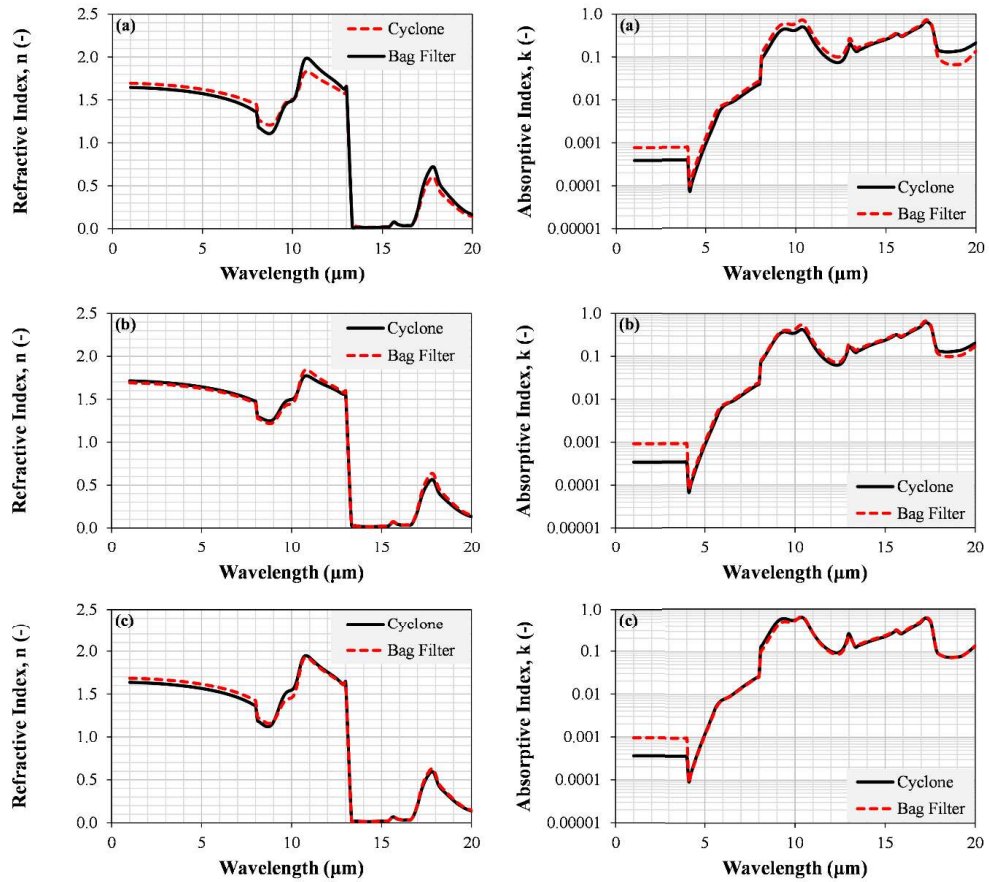 2.5
2.0
1.5
1.0
0.5
0.0
Refractive Index, n (-)
(a)
Cyclone
Bag Filter
0 5 10 15 20
Wavelength (µm)
1.0
0.1
0.01
0.001
0.0001
0.00001
Absorptive Index, k (-)
(a)
Cyclone
Bag Filter
0 5 10 15 20
Wavelength (µm)
2.5
2.0
1.5
1.0
0.5
0.0
Refractive Index, n (-)
(b)
Cyclone
Bag Filter
0 5 10 15 20
Wavelength (µm)
1.0
0.1
0.01
0.001
0.0001
0.00001
Absorptive Index, k (-)
(b)
Cyclone
Bag Filter
0 5 10 15 20
Wavelength (µm)
2.5
2.0
1.5
1.0
0.5
0.0
Refractive Index, n (-)
(c)
Cyclone
Bag Filter
0 5 10 15 20
Wavelength (µm)
1.0
0.1
0.01
0.001
0.0001
0.00001
Absorptive Index, k (-)
(c)
Cyclone
Bag Filter
0 5 10 15 20
Wavelength (µm)